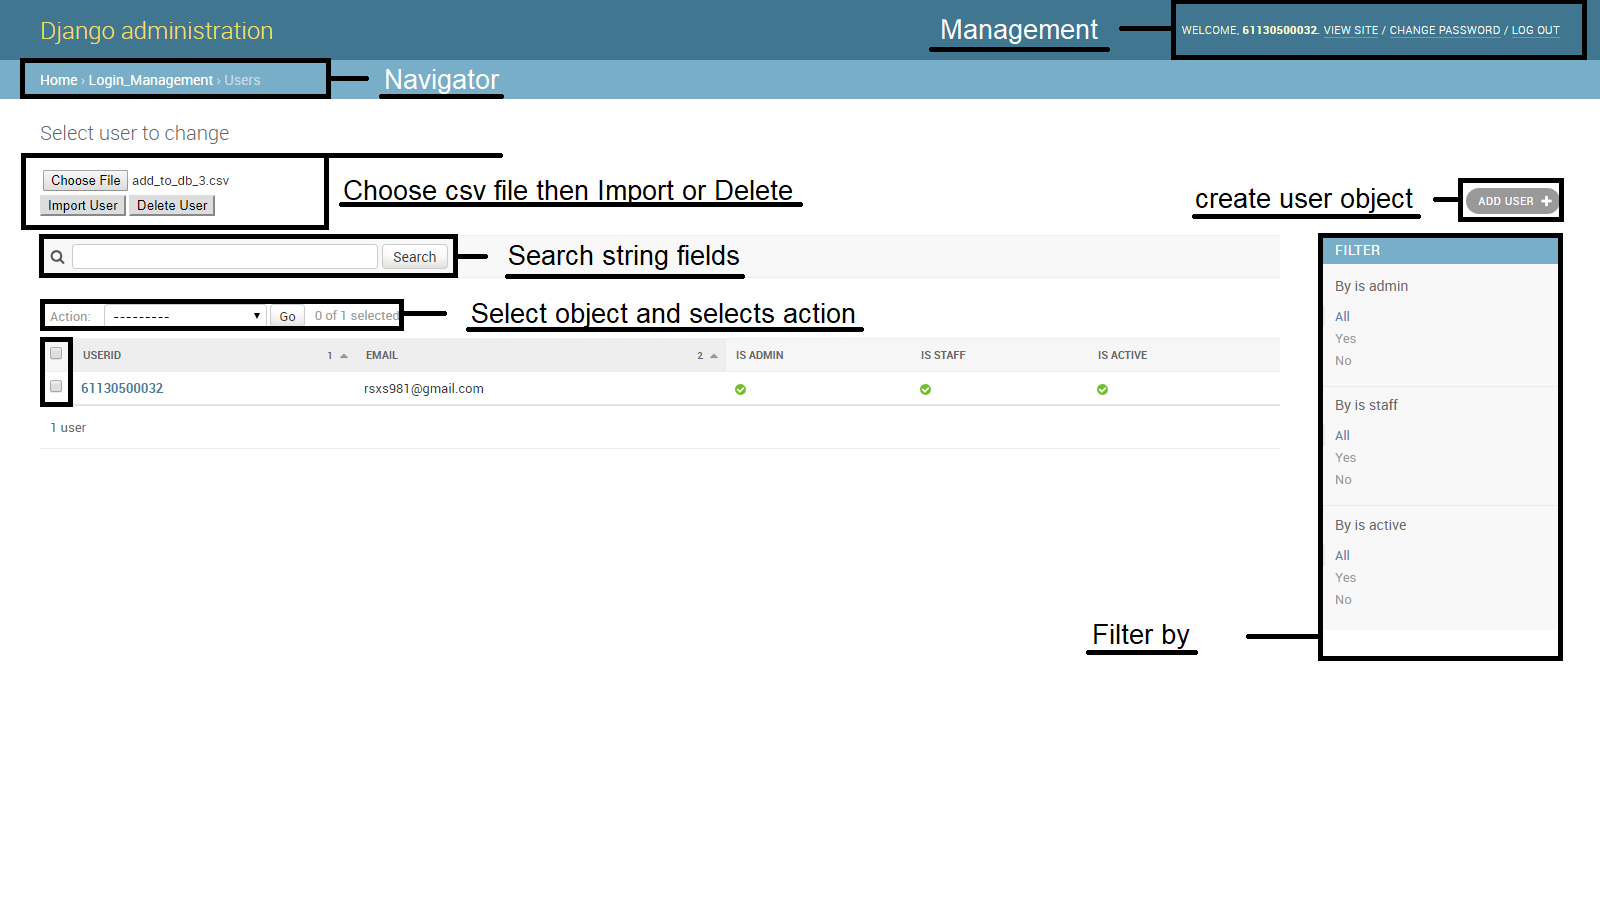 Django administration
Management
WELCOME, 61130500032. VIEW SITE / CHANGE PASSWORD / LOG OUT
Home › Login_Management › Users
Navigator
Select user to change
Choose File add_to_db_3.csv
Import User Delete User
Choose csv file then Import or Delete
create user object
ADD USER +
Search
Search string fields
Action: --------- Go 0 of 1 selected
Select object and selects action
USERID 1 EMAIL 2 IS ADMIN IS STAFF IS ACTIVE
61130500032 rsxs981@gmail.com
1 user
FILTER
By is admin
All
Yes
No
By is staff
All
Yes
No
By is active
All
Yes
No
Filter by